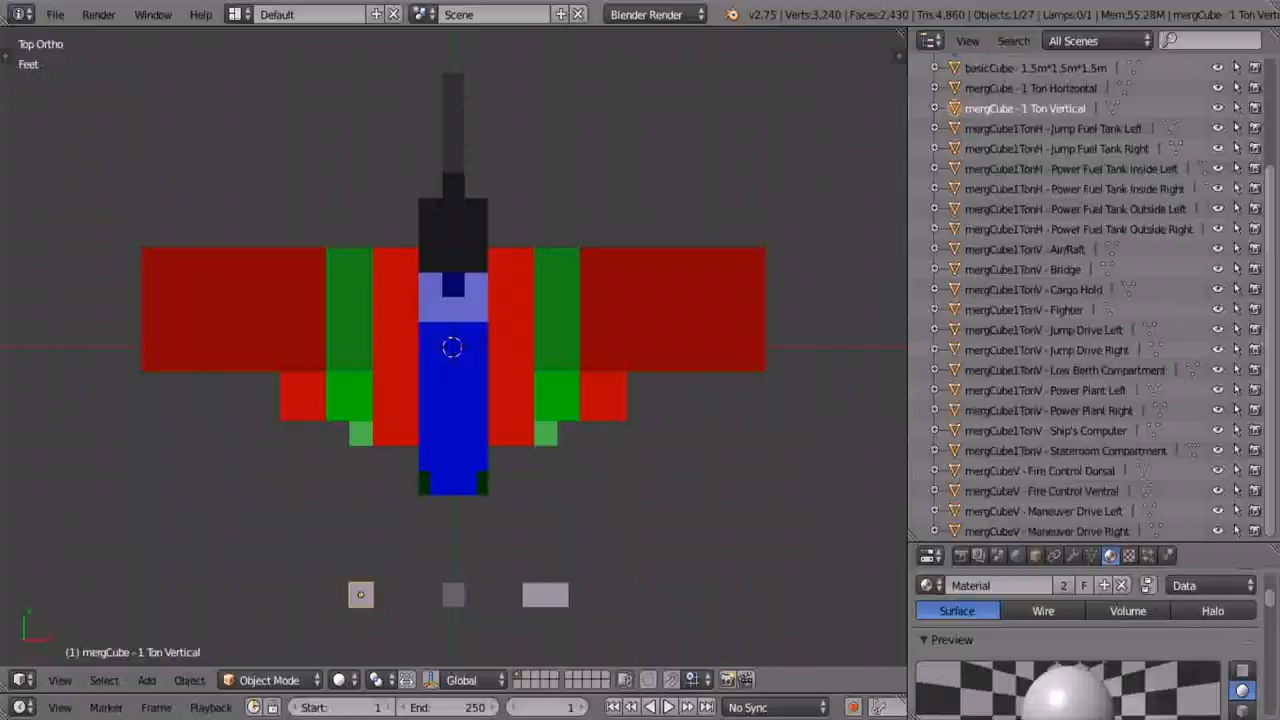 File Render Window Help Default Scene Blender Render v2.75 | Verts:3,240 | Faces:2,430 | Tris:4,860 | Objects:1/27 | Lamps:0/1 | Mem:55.28M | mergCube - 1 Ton Verti
Top Ortho
Feet
View Search All Scenes
basicCube - 1.5m*1.5m*1.5m
mergCube - 1 Ton Horizontal
mergCube - 1 Ton Vertical
mergCube1TonH - Jump Fuel Tank Left
mergCube1TonH - Jump Fuel Tank Right
mergCube1TonH - Power Fuel Tank Inside Left
mergCube1TonH - Power Fuel Tank Inside Right
mergCube1TonH - Power Fuel Tank Outside Left
mergCube1TonH - Power Fuel Tank Outside Right
mergCube1TonV - Air/Raft
mergCube1TonV - Bridge
mergCube1TonV - Cargo Hold
mergCube1TonV - Fighter
mergCube1TonV - Jump Drive Left
mergCube1TonV - Jump Drive Right
mergCube1TonV - Low Berth Compartment
mergCube1TonV - Power Plant Left
mergCube1TonV - Power Plant Right
mergCube1TonV - Ship's Computer
mergCube1TonV - Stateroom Compartment
mergCubeV - Fire Control Dorsal
mergCubeV - Fire Control Ventral
mergCubeV - Maneuver Drive Left
mergCubeV - Maneuver Drive Right
Material 2 F Data
Surface Wire Volume Halo
Preview
(1) mergCube - 1 Ton Vertical
View Select Add Object Object Mode Global
View Marker Frame Playback Start: 1 End: 250 1 No Sync